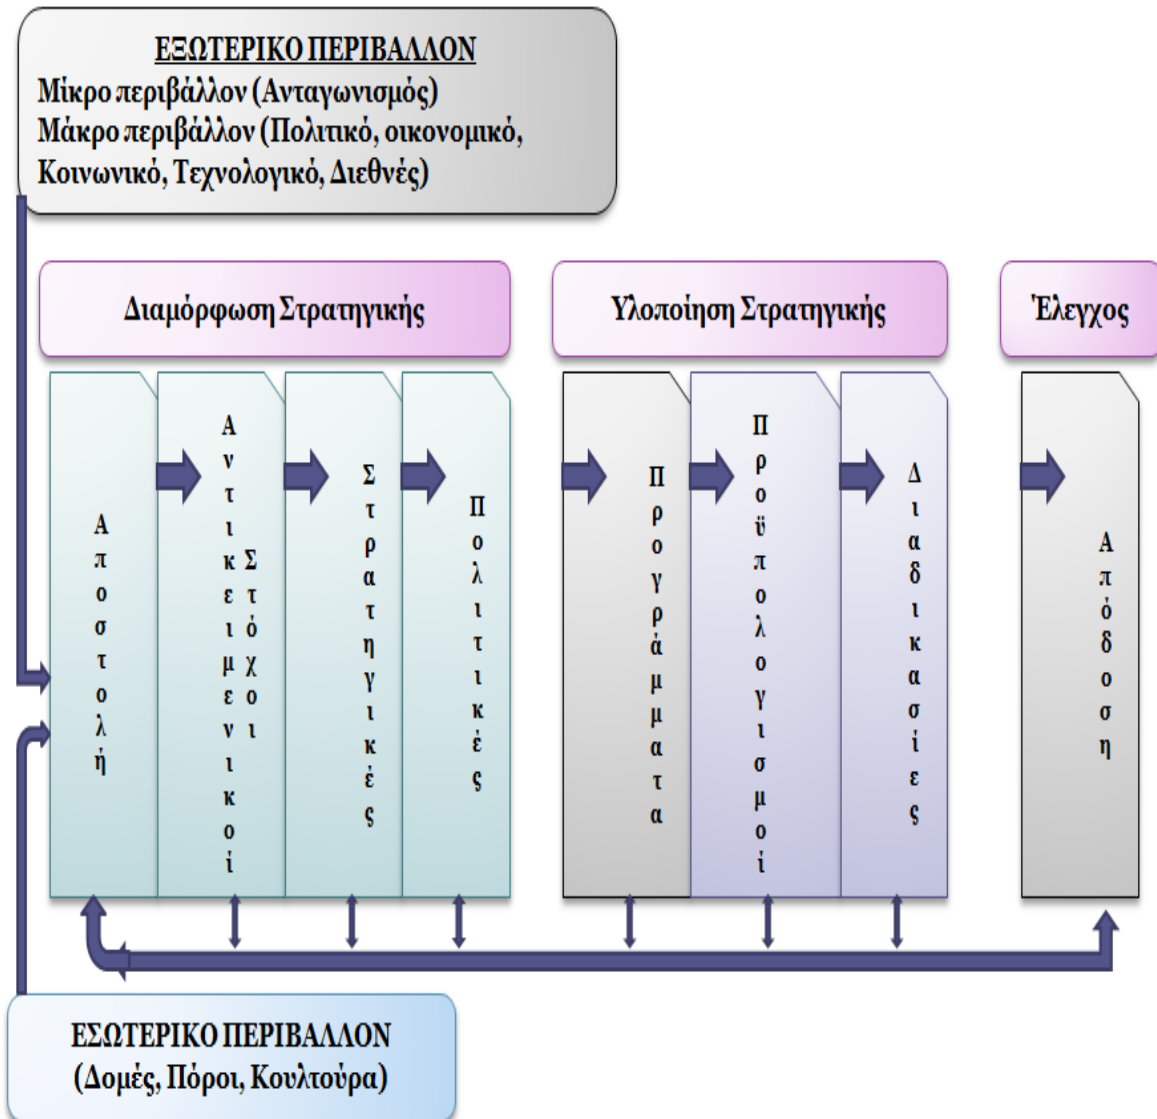 ΕΞΩΤΕΡΙΚΟ ΠΕΡΙΒΑΛΛΟΝ
Μίκρο περιβάλλον (Ανταγωνισμός)
Μάκρο περιβάλλον (Πολιτικό, οικονομικό,
Κοινωνικό, Τεχνολογικό, Διεθνές)
Διαμόρφωση Στρατηγικής
Υλοποίηση Στρατηγικής
Έλεγχος
Αποστολή
Αντικειμενικοί
Στόχοι
Στρατηγικές
Πολιτικές
Προγράμματα
Προϋπολογισμοί
Διαδικασίες
Απόδοση
ΕΣΩΤΕΡΙΚΟ ΠΕΡΙΒΑΛΛΟΝ
(Δομές, Πόροι, Κουλτούρα)